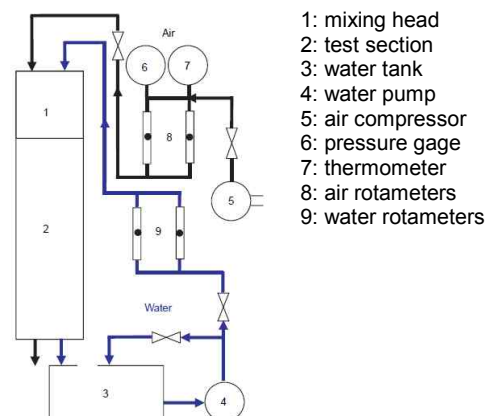 Air
6
7
1
8
5
2
9
Water
3
4
1: mixing head
2: test section
3: water tank
4: water pump
5: air compressor
6: pressure gage
7: thermometer
8: air rotameters
9: water rotameters